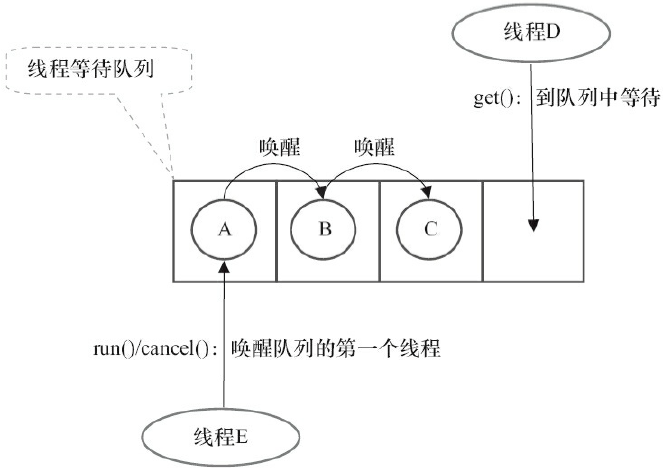 线程D
线程等待队列
get()：到队列中等待
唤醒 唤醒
A B C
run()/cancel()：唤醒队列的第一个线程
线程E